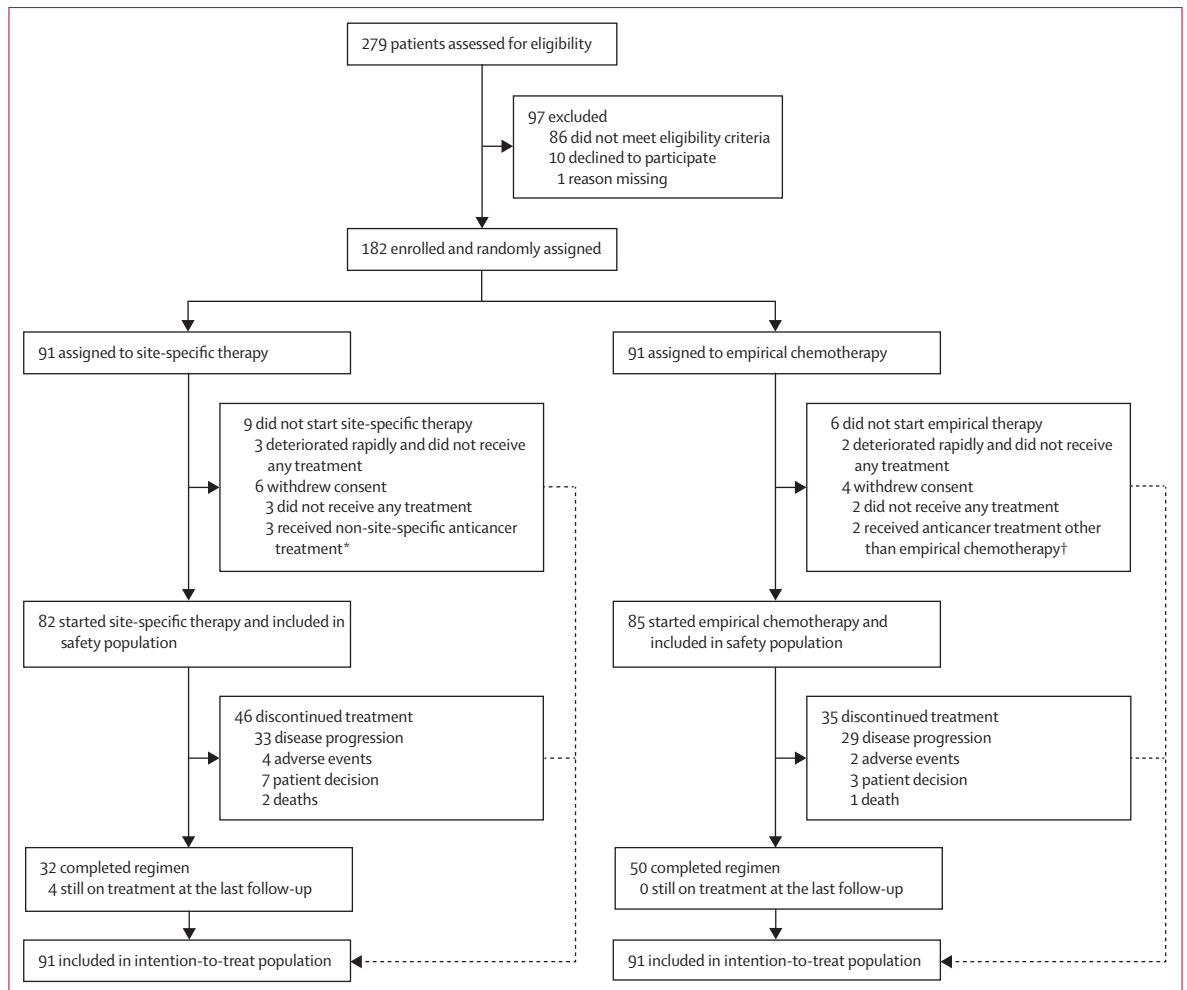 279 patients assessed for eligibility
97 excluded
86 did not meet eligibility criteria
10 declined to participate
1 reason missing
182 enrolled and randomly assigned
91 assigned to site-specific therapy
91 assigned to empirical chemotherapy
9 did not start site-specific therapy
3 deteriorated rapidly and did not receive
any treatment
6 withdrew consent
3 did not receive any treatment
3 received non-site-specific anticancer
treatment*
6 did not start empirical therapy
2 deteriorated rapidly and did not receive
any treatment
4 withdrew consent
2 did not receive any treatment
2 received anticancer treatment other
than empirical chemotherapy†
82 started site-specific therapy and included in
safety population
85 started empirical chemotherapy and
included in safety population
46 discontinued treatment
33 disease progression
4 adverse events
7 patient decision
2 deaths
35 discontinued treatment
29 disease progression
2 adverse events
3 patient decision
1 death
32 completed regimen
4 still on treatment at the last follow-up
50 completed regimen
0 still on treatment at the last follow-up
91 included in intention-to-treat population
91 included in intention-to-treat population